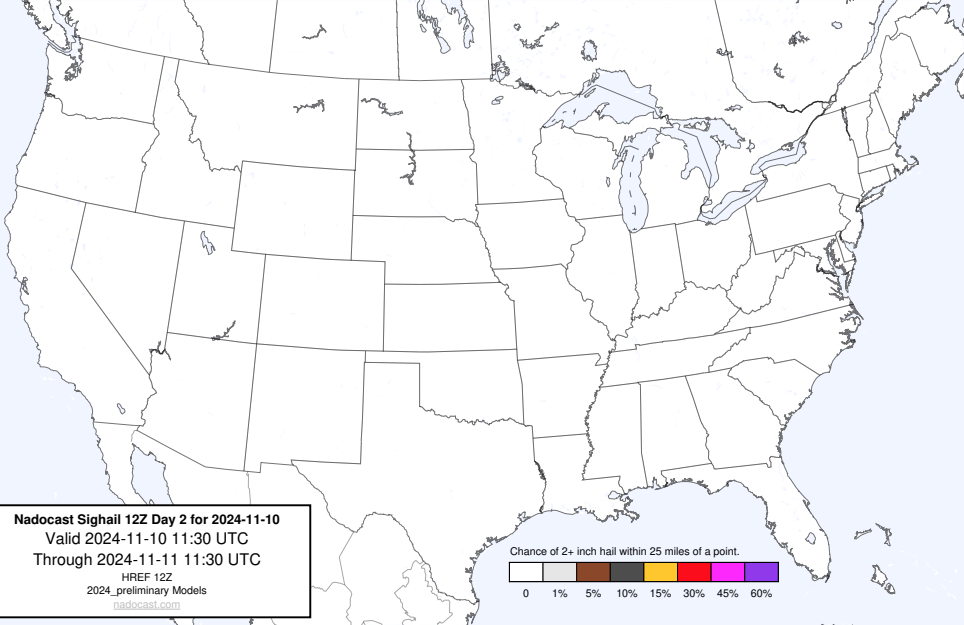 Nadocast Sighail 12Z Day 2 for 2024-11-10
Valid 2024-11-10 11:30 UTC
Through 2024-11-11 11:30 UTC
HREF 12Z
2024_preliminary Models
nadocast.com
Chance of 2+ inch hail within 25 miles of a point.
0 1% 5% 10% 15% 30% 45% 60%